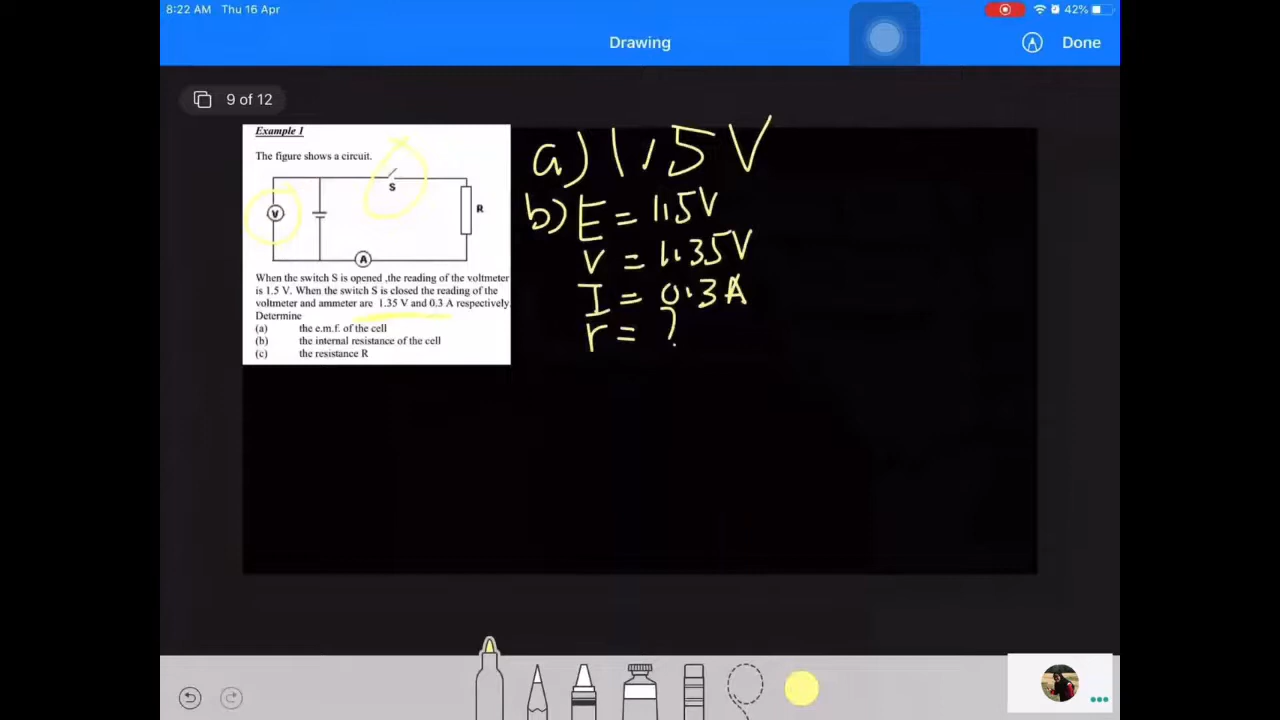 8:22 AM Thu 16 Apr
42%
Drawing
Done
9 of 12
Example 1
The figure shows a circuit.
S
V
R
A
When the switch S is opened ,the reading of the voltmeter
is 1.5 V. When the switch S is closed the reading of the
voltmeter and ammeter are 1.35 V and 0.3 A respectively.
Determine
(a) the e.m.f. of the cell
(b) the internal resistance of the cell
(c) the resistance R
a) 1.5 V
b) E = 1.5V
V = 1.35V
I = 0.3 A
r = ?